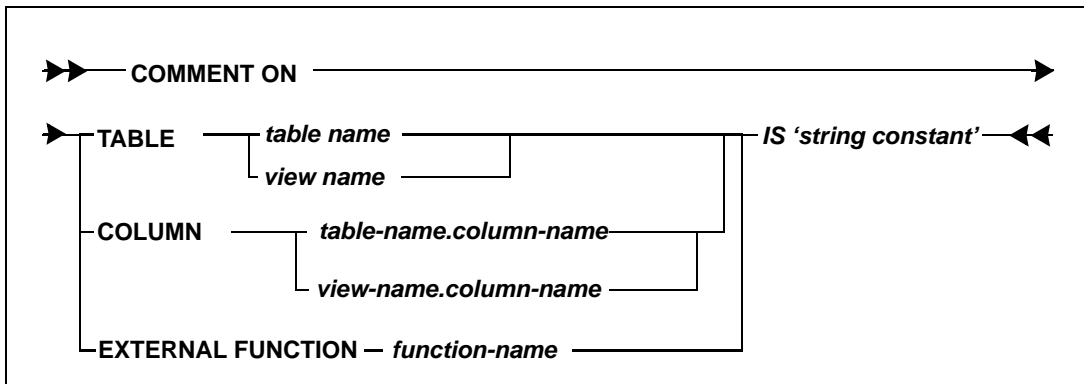 COMMENT ON
TABLE table name IS ‘string constant’
view name
COLUMN table-name.column-name
view-name.column-name
EXTERNAL FUNCTION function-name